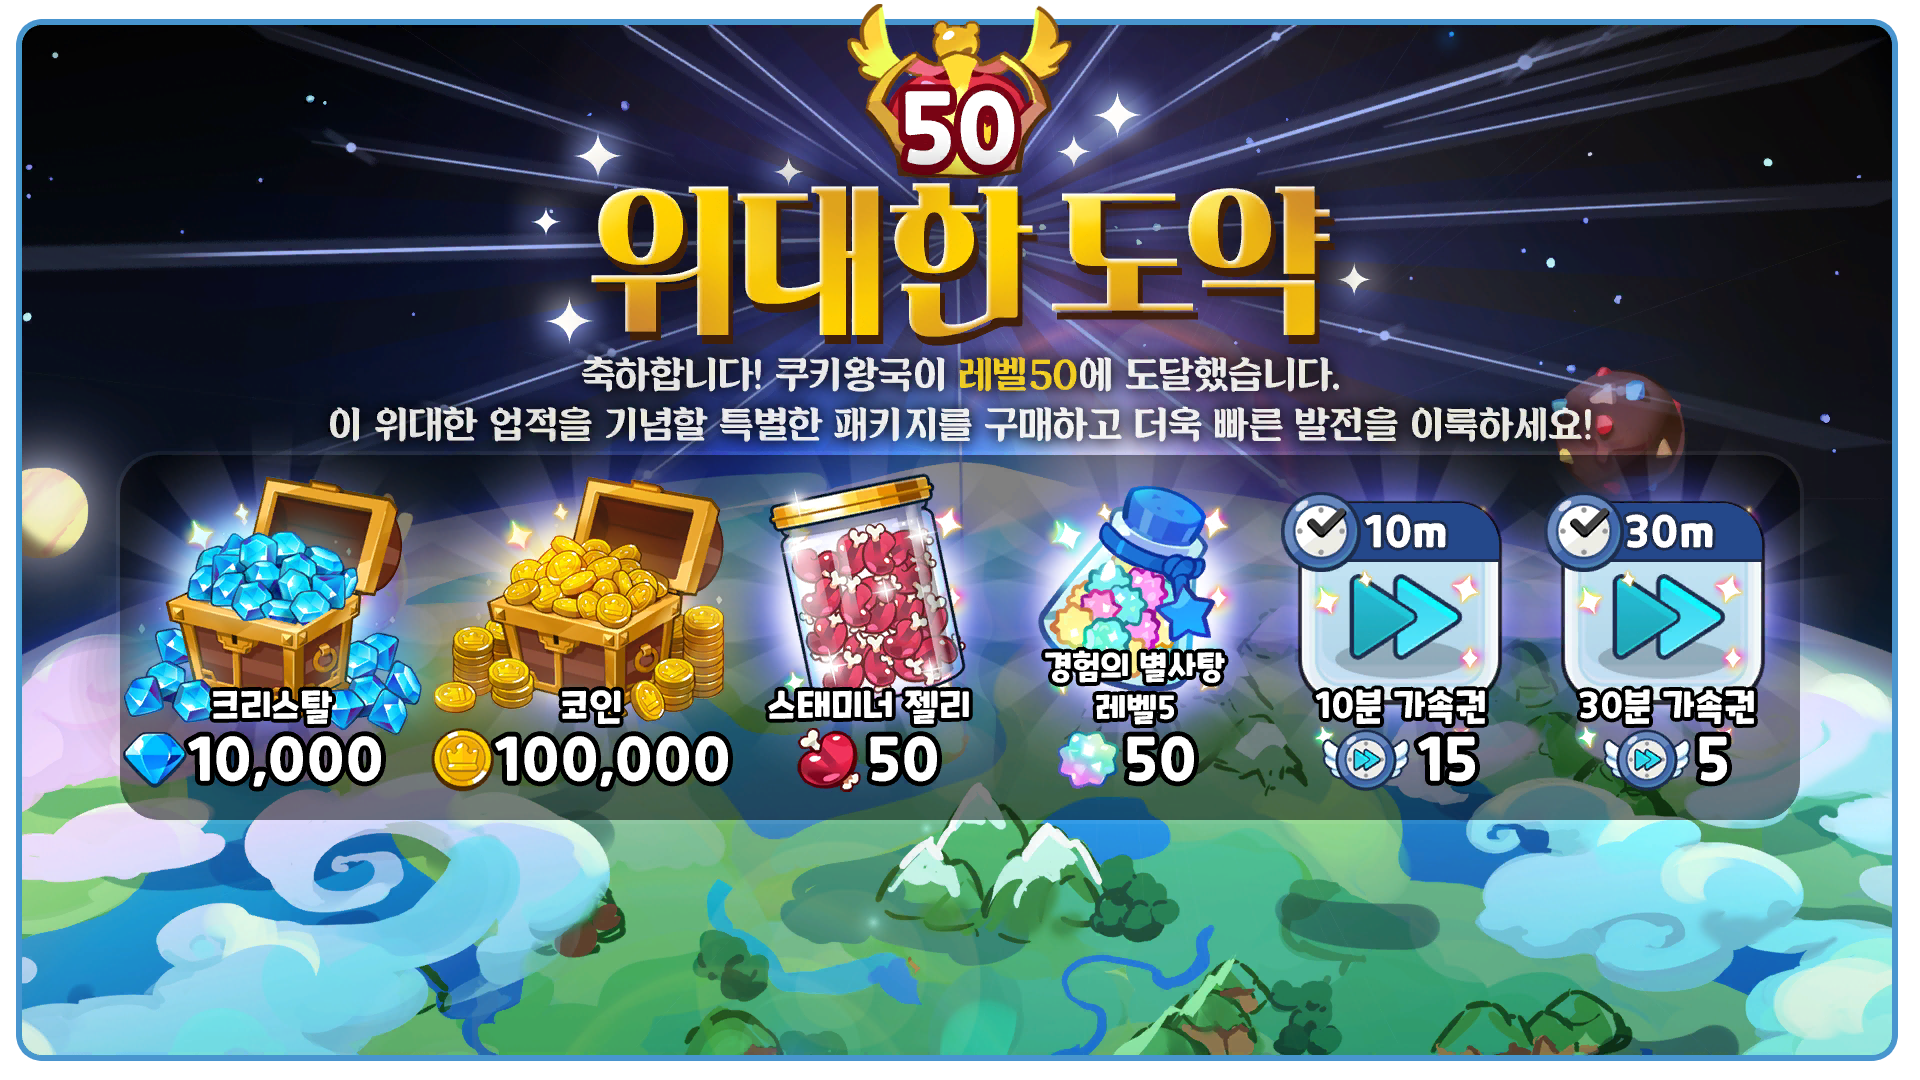 50
위대한 도약
축하합니다! 쿠키왕국이 레벨50에 도달했습니다.
이 위대한 업적을 기념할 특별한 패키지를 구매하고 더욱 빠른 발전을 이룩하세요!
크리스탈
10,000
코인
100,000
스태미너 젤리
50
경험의 별사탕
레벨5
50
10m
10분 가속권
15
30m
30분 가속권
5